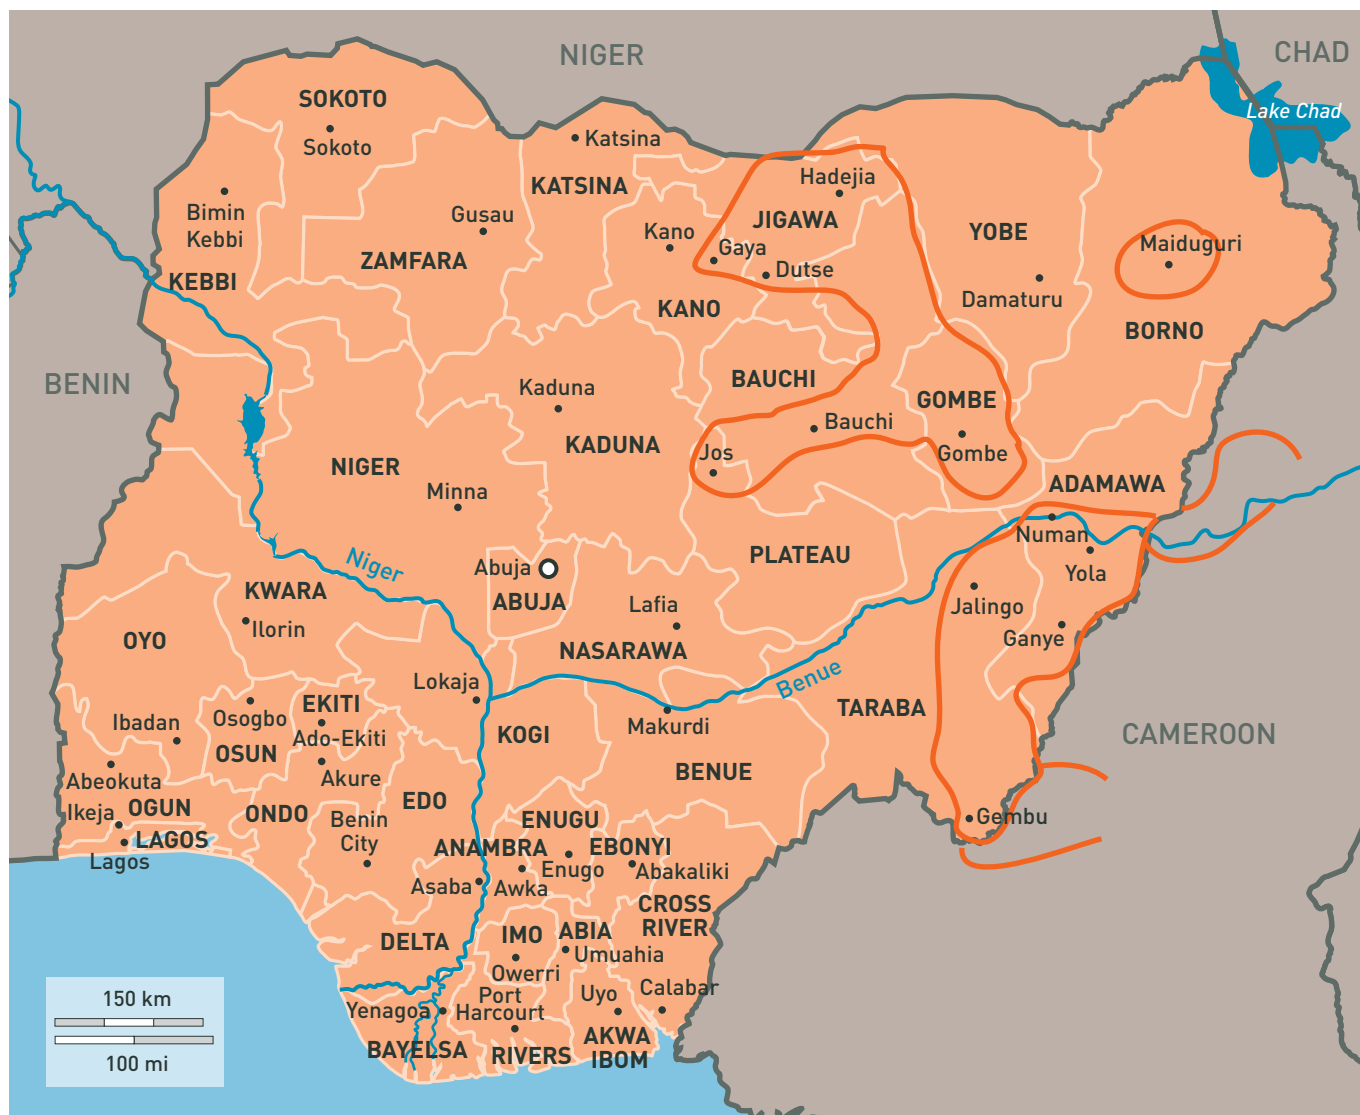 NIGER
CHAD
Lake Chad
SOKOTO
Sokoto
Katsina
KATSINA
Hadejia
Bimin
Kebbi
Gusau
JIGAWA
Kano
Gaya
YOBE
Maiduguri
ZAMFARA
Dutse
KEBBI
Damaturu
KANO
BORNO
BENIN
BAUCHI
Kaduna
GOMBE
Bauchi
KADUNA
Jos
Gombe
NIGER
Minna
ADAMAWA
Numan
PLATEAU
Niger
Abuja
Yola
KWARA
ABUJA
Lafia
Jalingo
Ilorin
OYO
Ganye
NASARAWA
Lokaja
Benue
EKITI
TARABA
Ibadan
Osogbo
Makurdi
KOGI
CAMEROON
Ado-Ekiti
OSUN
BENUE
Abeokuta
Akure
OGUN
EDO
Ikeja
ONDO
Benin
City
ENUGU
Gembu
LAGOS
ANAMBRA
EBONYI
Lagos
Enugo
Abakaliki
Asaba
Awka
CROSS
RIVER
DELTA
IMO
ABIA
Umuahia
Owerri
Uyo
Calabar
Port
Harcourt
Yenagoa
AKWA
IBOM
BAYELSA
RIVERS
150 km
100 mi